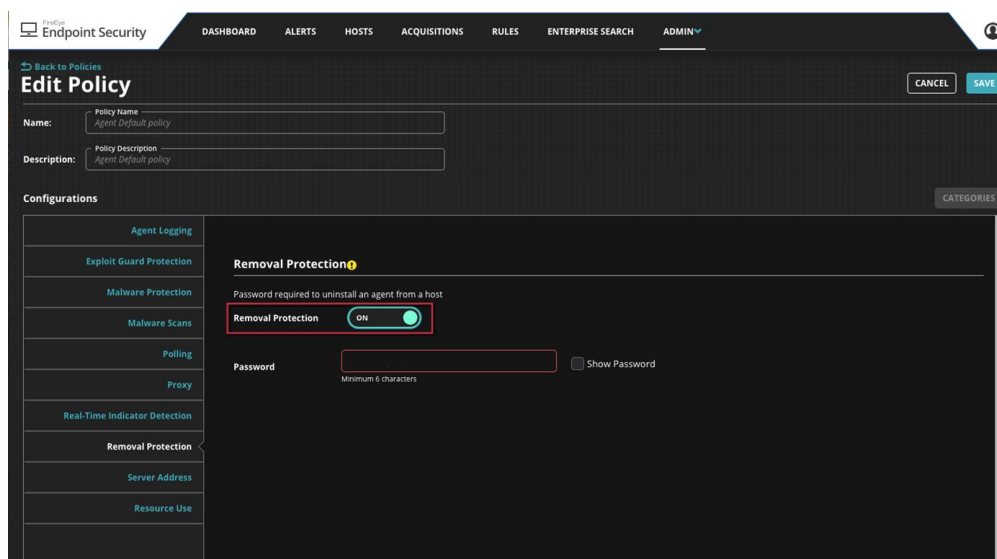 FireEye
Endpoint Security
DASHBOARD ALERTS HOSTS ACQUISITIONS RULES ENTERPRISE SEARCH ADMIN
Back to Policies
Edit Policy
CANCEL SAVE
Name: Policy Name
Agent Default policy
Description: Policy Description
Agent Default policy
Configurations CATEGORIES
Agent Logging
Exploit Guard Protection
Malware Protection
Malware Scans
Polling
Proxy
Real-Time Indicator Detection
Removal Protection
Server Address
Resource Use
Removal Protection
Password required to uninstall an agent from a host
Removal Protection ON
Password Show Password
Minimum 6 characters